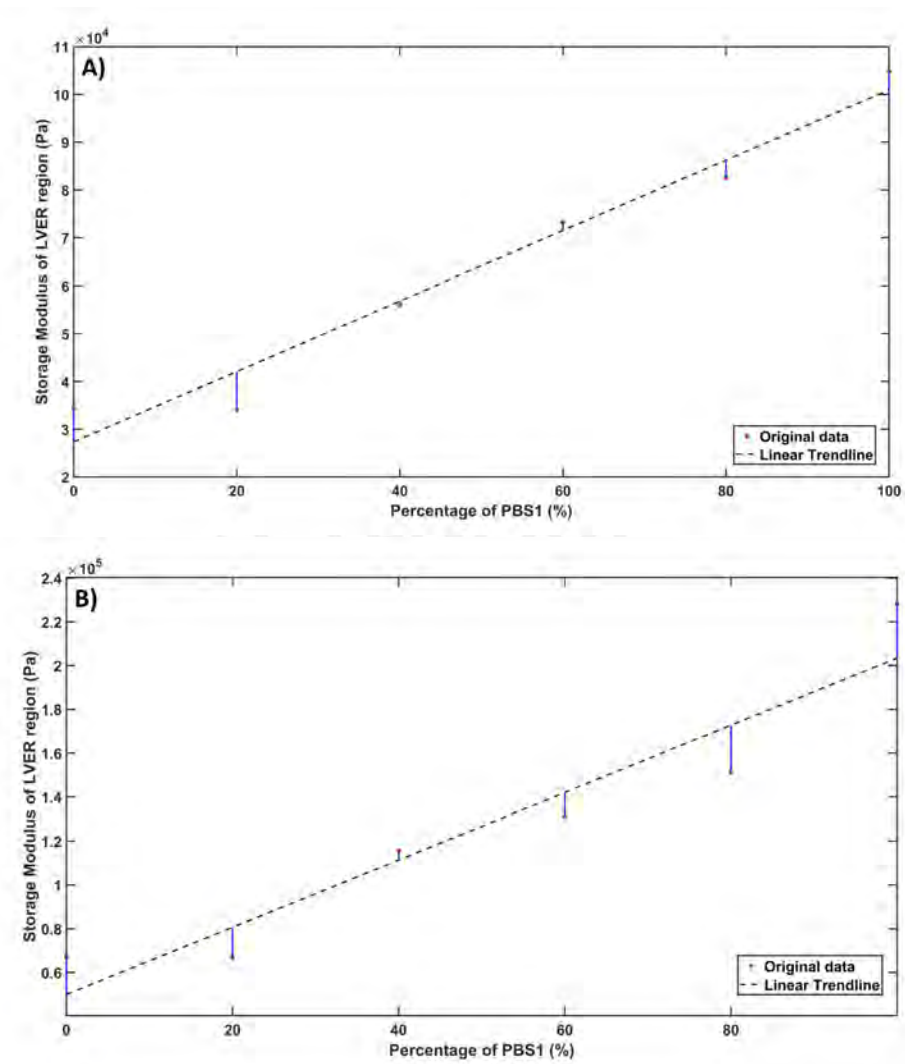 ×10⁴
A)
11
10
9
8
7
6
5
4
3
2
Storage Modulus of LVER region (Pa)
0 20 40 60 80 100
Percentage of PBS1 (%)
Original data
Linear Trendline
×10⁵
B)
2.4
2.2
2
1.8
1.6
1.4
1.2
1
0.8
0.6
Storage Modulus of LVER region (Pa)
0 20 40 60 80
Percentage of PBS1 (%)
Original data
Linear Trendline